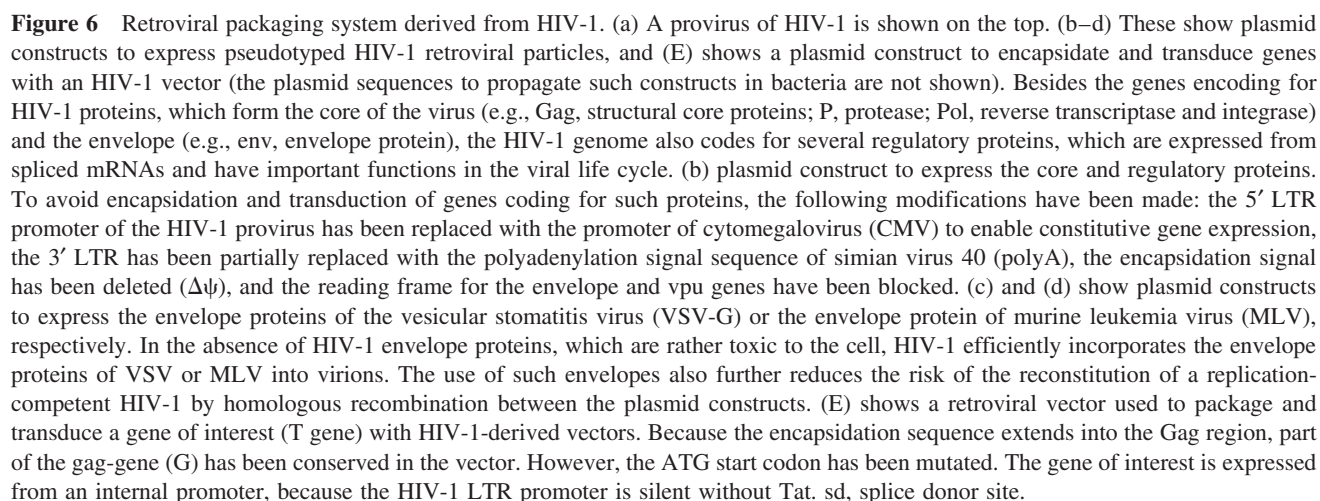 Figure 6 Retroviral packaging system derived from HIV-1. (a) A provirus of HIV-1 is shown on the top. (b–d) These show plasmid
constructs to express pseudotyped HIV-1 retroviral particles, and (E) shows a plasmid construct to encapsidate and transduce genes
with an HIV-1 vector (the plasmid sequences to propagate such constructs in bacteria are not shown). Besides the genes encoding for
HIV-1 proteins, which form the core of the virus (e.g., Gag, structural core proteins; P, protease; Pol, reverse transcriptase and integrase)
and the envelope (e.g., env, envelope protein), the HIV-1 genome also codes for several regulatory proteins, which are expressed from
spliced mRNAs and have important functions in the viral life cycle. (b) plasmid construct to express the core and regulatory proteins.
To avoid encapsidation and transduction of genes coding for such proteins, the following modifications have been made: the 5′ LTR
promoter of the HIV-1 provirus has been replaced with the promoter of cytomegalovirus (CMV) to enable constitutive gene expression,
the 3′ LTR has been partially replaced with the polyadenylation signal sequence of simian virus 40 (polyA), the encapsidation signal
has been deleted (Δψ), and the reading frame for the envelope and vpu genes have been blocked. (c) and (d) show plasmid constructs
to express the envelope proteins of the vesicular stomatitis virus (VSV-G) or the envelope protein of murine leukemia virus (MLV),
respectively. In the absence of HIV-1 envelope proteins, which are rather toxic to the cell, HIV-1 efficiently incorporates the envelope
proteins of VSV or MLV into virions. The use of such envelopes also further reduces the risk of the reconstitution of a replication-
competent HIV-1 by homologous recombination between the plasmid constructs. (E) shows a retroviral vector used to package and
transduce a gene of interest (T gene) with HIV-1-derived vectors. Because the encapsidation sequence extends into the Gag region, part
of the gag-gene (G) has been conserved in the vector. However, the ATG start codon has been mutated. The gene of interest is expressed
from an internal promoter, because the HIV-1 LTR promoter is silent without Tat. sd, splice donor site.